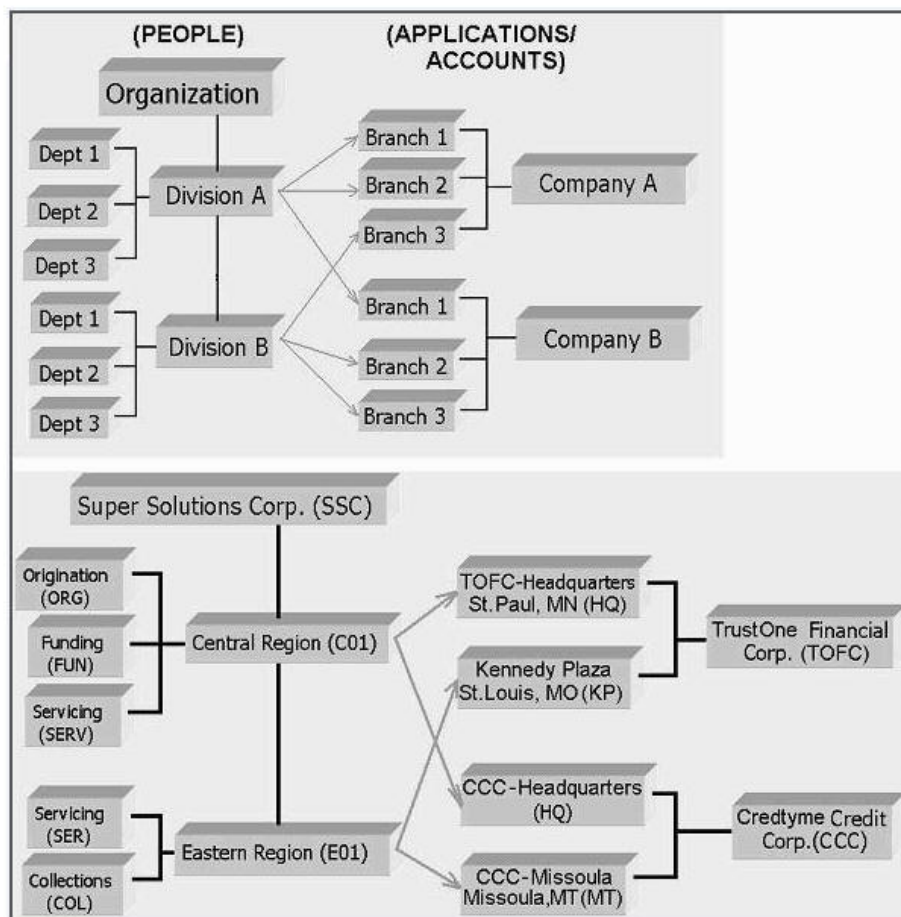 (PEOPLE)
(APPLICATIONS/
ACCOUNTS)
Organization
Dept 1
Dept 2
Dept 3
Division A
Branch 1
Branch 2
Branch 3
Company A
Dept 1
Dept 2
Dept 3
Division B
Branch 1
Branch 2
Branch 3
Company B
Super Solutions Corp. (SSC)
Origination
(ORG)
Funding
(FUN)
Servicing
(SERV)
Central Region (C01)
TOFC-Headquarters
St.Paul, MN (HQ)
Kennedy Plaza
St.Louis, MO (KP)
TrustOne Financial
Corp. (TOFC)
Servicing
(SER)
Collections
(COL)
Eastern Region (E01)
CCC-Headquarters
(HQ)
CCC-Missoula
Missoula,MT(MT)
Credtyme Credit
Corp.(CCC)